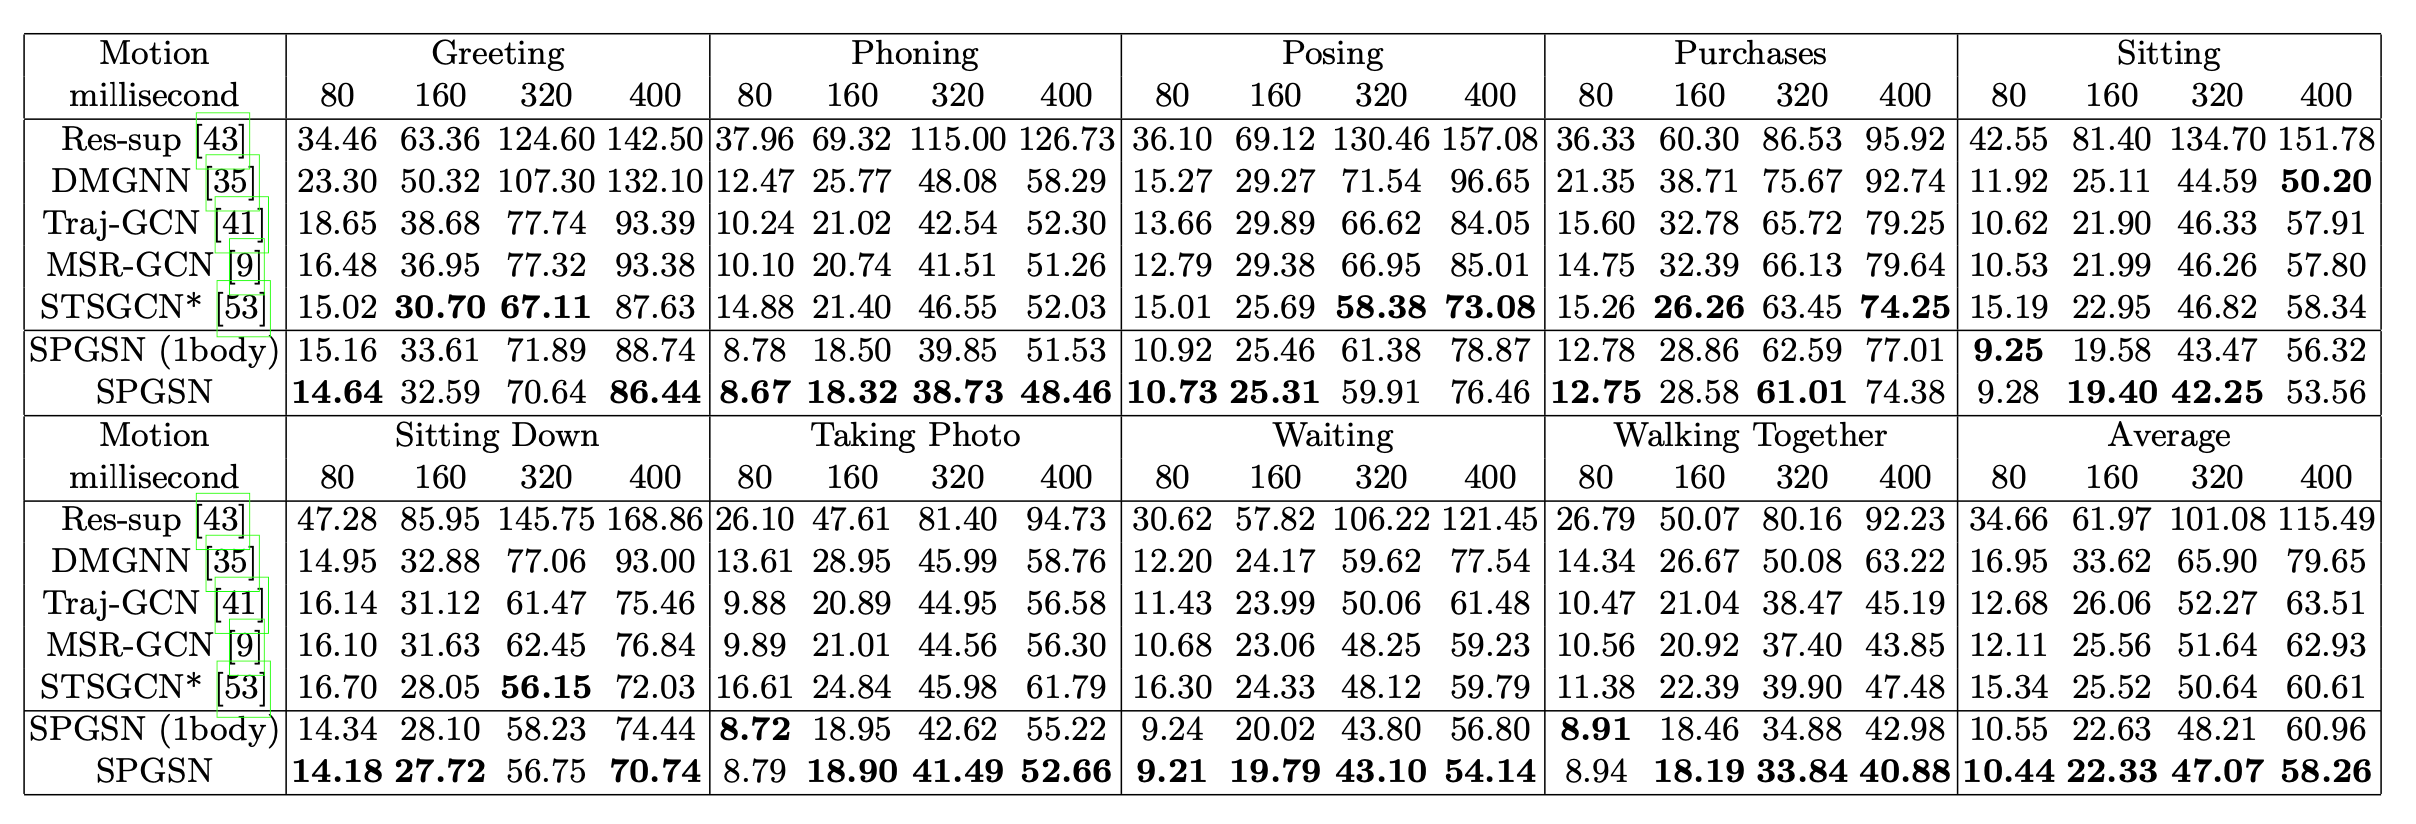 Motion Greeting Phoning Posing Purchases Sitting
millisecond 80 160 320 400 80 160 320 400 80 160 320 400 80 160 320 400 80 160 320 400
Res-sup [43] 34.46 63.36 124.60 142.50 37.96 69.32 115.00 126.73 36.10 69.12 130.46 157.08 36.33 60.30 86.53 95.92 42.55 81.40 134.70 151.78
DMGNN [35] 23.30 50.32 107.30 132.10 12.47 25.77 48.08 58.29 15.27 29.27 71.54 96.65 21.35 38.71 75.67 92.74 11.92 25.11 44.59 50.20
Traj-GCN [41] 18.65 38.68 77.74 93.39 10.24 21.02 42.54 52.30 13.66 29.89 66.62 84.05 15.60 32.78 65.72 79.25 10.62 21.90 46.33 57.91
MSR-GCN [9] 16.48 36.95 77.32 93.38 10.10 20.74 41.51 51.26 12.79 29.38 66.95 85.01 14.75 32.39 66.13 79.64 10.53 21.99 46.26 57.80
STSGCN* [53] 15.02 30.70 67.11 87.63 14.88 21.40 46.55 52.03 15.01 25.69 58.38 73.08 15.26 26.26 63.45 74.25 15.19 22.95 46.82 58.34
SPGSN (1body) 15.16 33.61 71.89 88.74 8.78 18.50 39.85 51.53 10.92 25.46 61.38 78.87 12.78 28.86 62.59 77.01 9.25 19.58 43.47 56.32
SPGSN 14.64 32.59 70.64 86.44 8.67 18.32 38.73 48.46 10.73 25.31 59.91 76.46 12.75 28.58 61.01 74.38 9.28 19.40 42.25 53.56
Motion Sitting Down Taking Photo Waiting Walking Together Average
millisecond 80 160 320 400 80 160 320 400 80 160 320 400 80 160 320 400 80 160 320 400
Res-sup [43] 47.28 85.95 145.75 168.86 26.10 47.61 81.40 94.73 30.62 57.82 106.22 121.45 26.79 50.07 80.16 92.23 34.66 61.97 101.08 115.49
DMGNN [35] 14.95 32.88 77.06 93.00 13.61 28.95 45.99 58.76 12.20 24.17 59.62 77.54 14.34 26.67 50.08 63.22 16.95 33.62 65.90 79.65
Traj-GCN [41] 16.14 31.12 61.47 75.46 9.88 20.89 44.95 56.58 11.43 23.99 50.06 61.48 10.47 21.04 38.47 45.19 12.68 26.06 52.27 63.51
MSR-GCN [9] 16.10 31.63 62.45 76.84 9.89 21.01 44.56 56.30 10.68 23.06 48.25 59.23 10.56 20.92 37.40 43.85 12.11 25.56 51.64 62.93
STSGCN* [53] 16.70 28.05 56.15 72.03 16.61 24.84 45.98 61.79 16.30 24.33 48.12 59.79 11.38 22.39 39.90 47.48 15.34 25.52 50.64 60.61
SPGSN (1body) 14.34 28.10 58.23 74.44 8.72 18.95 42.62 55.22 9.24 20.02 43.80 56.80 8.91 18.46 34.88 42.98 10.55 22.63 48.21 60.96
SPGSN 14.18 27.72 56.75 70.74 8.79 18.90 41.49 52.66 9.21 19.79 43.10 54.14 8.94 18.19 33.84 40.88 10.44 22.33 47.07 58.26